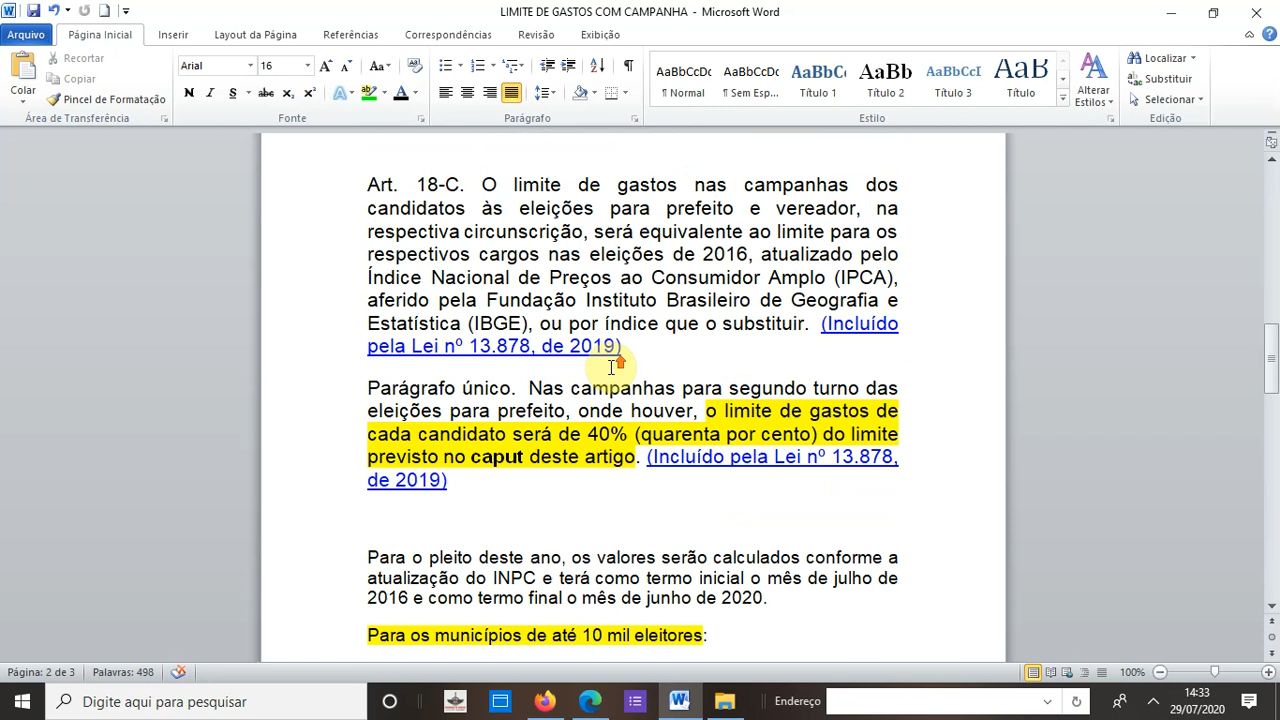 LIMITE DE GASTOS COM CAMPANHA - Microsoft Word
Arquivo Página Inicial Inserir Layout da Página Referências Correspondências Revisão Exibição
Colar
Recortar
Copiar
Pincel de Formatação
Área de Transferência
Arial 16
N I S abc
Fonte
Parágrafo
AaBbCcDc AaBbCcDc AaBbC AaBb AaBbCcI AaB
¶ Normal ¶ Sem Esp... Título 1 Título 2 Título 3 Título
Alterar
Estilos
Estilo
Localizar
Substituir
Selecionar
Edição
Art. 18-C. O limite de gastos nas campanhas dos
candidatos às eleições para prefeito e vereador, na
respectiva circunscrição, será equivalente ao limite para os
respectivos cargos nas eleições de 2016, atualizado pelo
Índice Nacional de Preços ao Consumidor Amplo (IPCA),
aferido pela Fundação Instituto Brasileiro de Geografia e
Estatística (IBGE), ou por índice que o substituir. (Incluído
pela Lei nº 13.878, de 2019)
Parágrafo único. Nas campanhas para segundo turno das
eleições para prefeito, onde houver, o limite de gastos de
cada candidato será de 40% (quarenta por cento) do limite
previsto no caput deste artigo. (Incluído pela Lei nº 13.878,
de 2019)
Para o pleito deste ano, os valores serão calculados conforme a
atualização do INPC e terá como termo inicial o mês de julho de
2016 e como termo final o mês de junho de 2020.
Para os municípios de até 10 mil eleitores:
Página: 2 de 3 Palavras: 498 100%
Digite aqui para pesquisar Endereço 14:33
29/07/2020